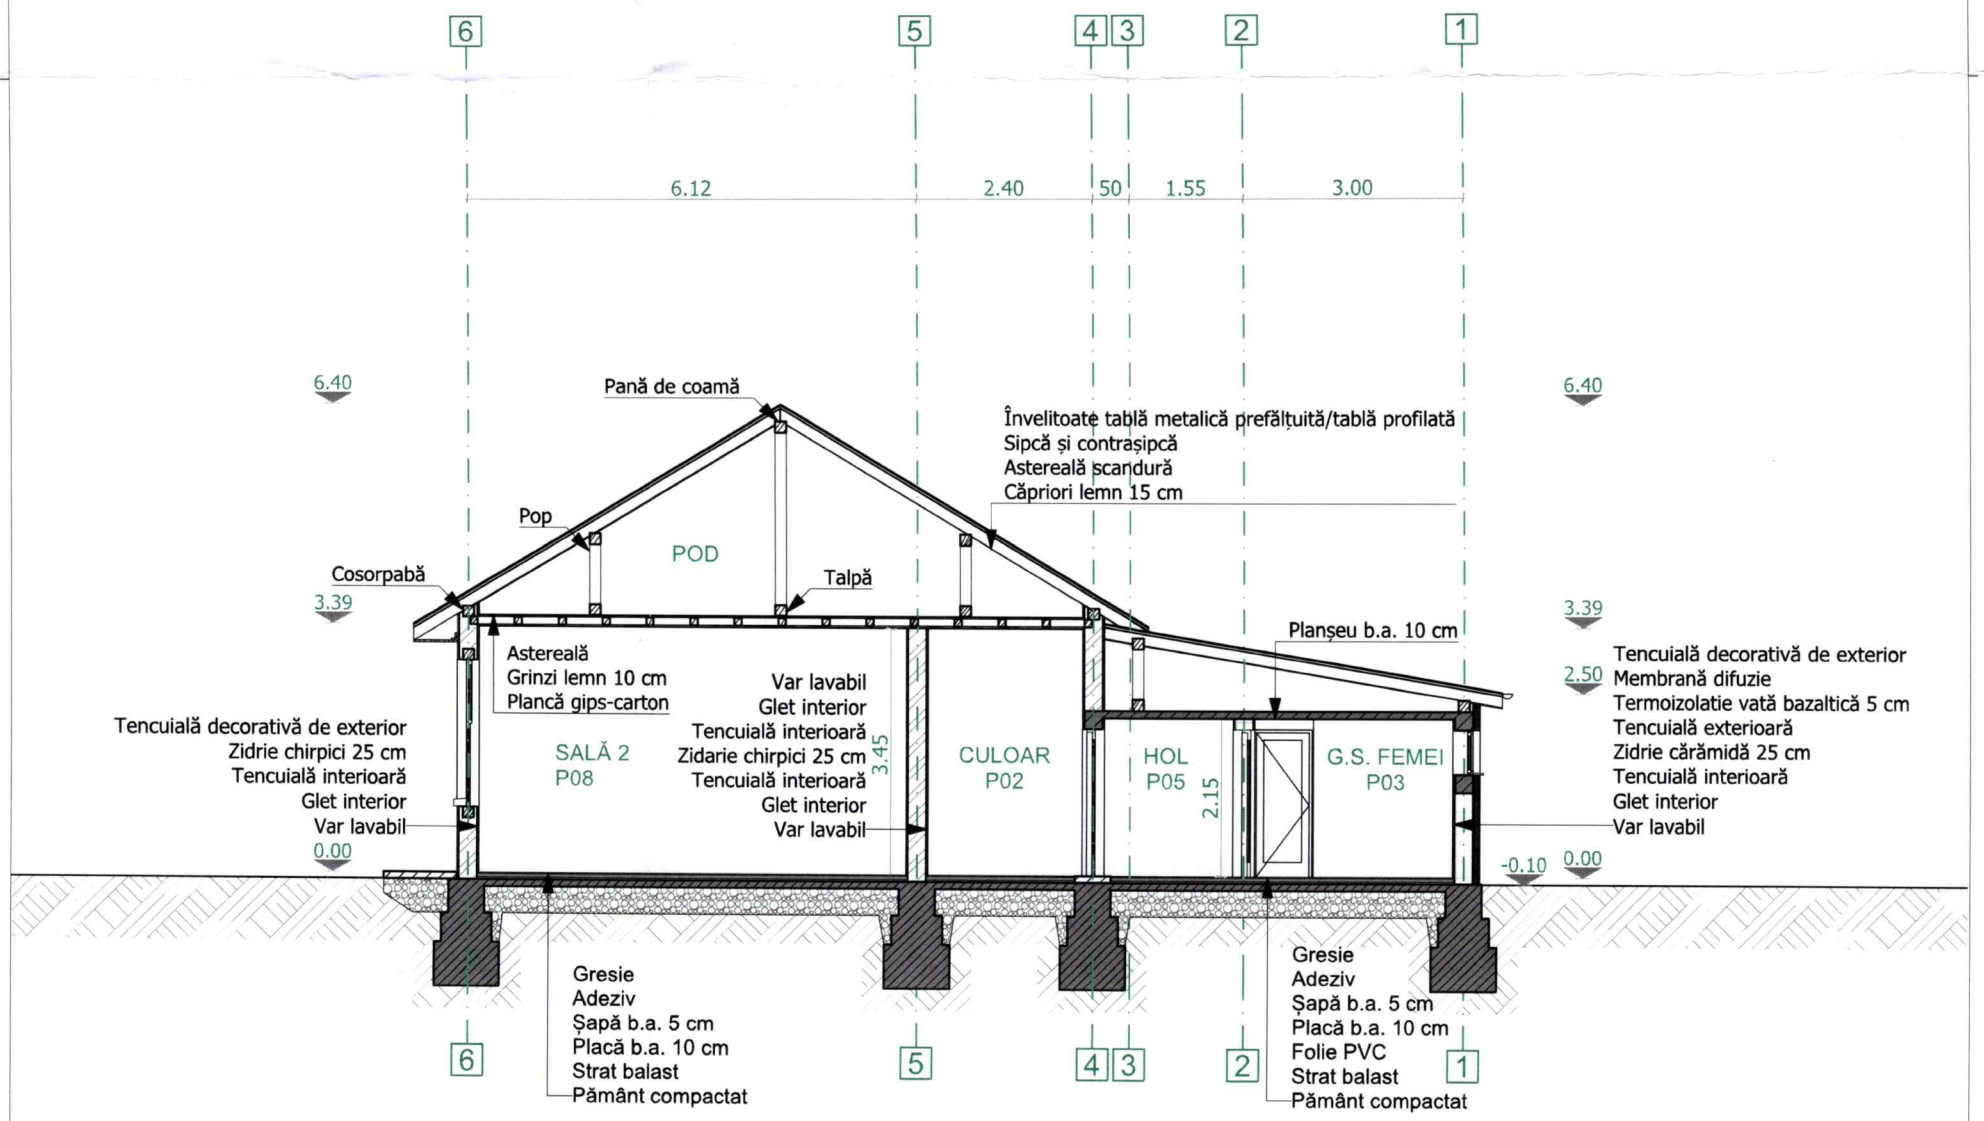 6
5
4
3
2
1
6.12
2.40
50
1.55
3.00
6.40
6.40
Pană de coamă
Învelitoate tablă metalică prefălțuită/tablă profilată
Sipcă și contrașipcă
Astereală scandură
Căpriori lemn 15 cm
Pop
POD
Cosorpabă
Talpă
3.39
3.39
Planșeu b.a. 10 cm
2.50
Tencuială decorativă de exterior
Membrană difuzie
Termoizolatie vată bazaltică 5 cm
Tencuială exterioară
Zidrie cărămidă 25 cm
Tencuială interioară
Glet interior
Var lavabil
Astereală
Grinzi lemn 10 cm
Plancă gips-carton
Var lavabil
Glet interior
Tencuială interioară
Zidarie chirpici 25 cm
Tencuială interioară
Glet interior
Var lavabil
3.45
Tencuială decorativă de exterior
Zidrie chirpici 25 cm
Tencuială interioară
Glet interior
Var lavabil
SALĂ 2
P08
CULOAR
P02
HOL
P05
2.15
G.S. FEMEI
P03
0.00
-0.10
0.00
Gresie
Adeziv
Șapă b.a. 5 cm
Placă b.a. 10 cm
Strat balast
Pământ compactat
Gresie
Adeziv
Șapă b.a. 5 cm
Placă b.a. 10 cm
Folie PVC
Strat balast
Pământ compactat
6
5
4
3
2
1